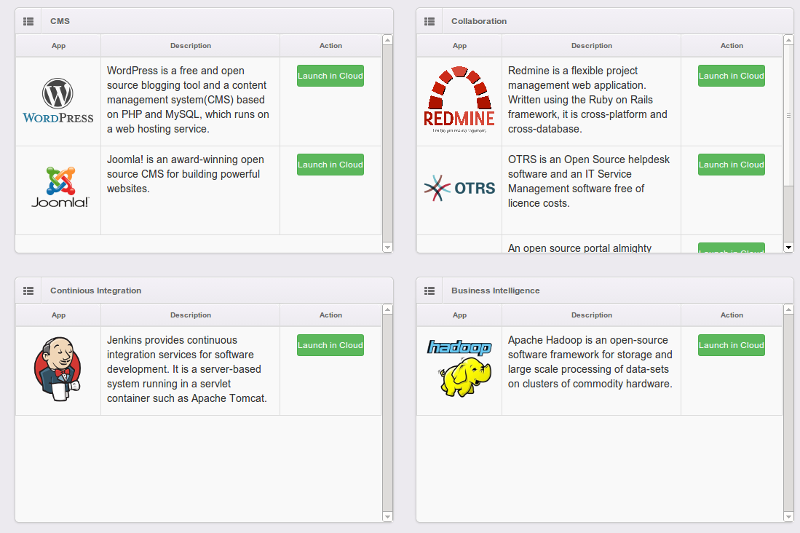 CMS
App Description Action
WORDPRESS
WordPress is a free and open
source blogging tool and a content
management system(CMS) based
on PHP and MySQL, which runs on
a web hosting service.
Launch in Cloud
Joomla!
Joomla! is an award-winning open
source CMS for building powerful
websites.
Launch in Cloud
Collaboration
App Description Action
REDMINE
Redmine is a flexible project
management web application.
Written using the Ruby on Rails
framework, it is cross-platform and
cross-database.
Launch in Cloud
OTRS
OTRS is an Open Source helpdesk
software and an IT Service
Management software free of
licence costs.
Launch in Cloud
An open source portal almighty
Launch in Cloud
Continious Integration
App Description Action
Jenkins provides continuous
integration services for software
development. It is a server-based
system running in a servlet
container such as Apache Tomcat.
Launch in Cloud
Business Intelligence
App Description Action
hadoop
Apache Hadoop is an open-source
software framework for storage and
large scale processing of data-sets
on clusters of commodity hardware.
Launch in Cloud